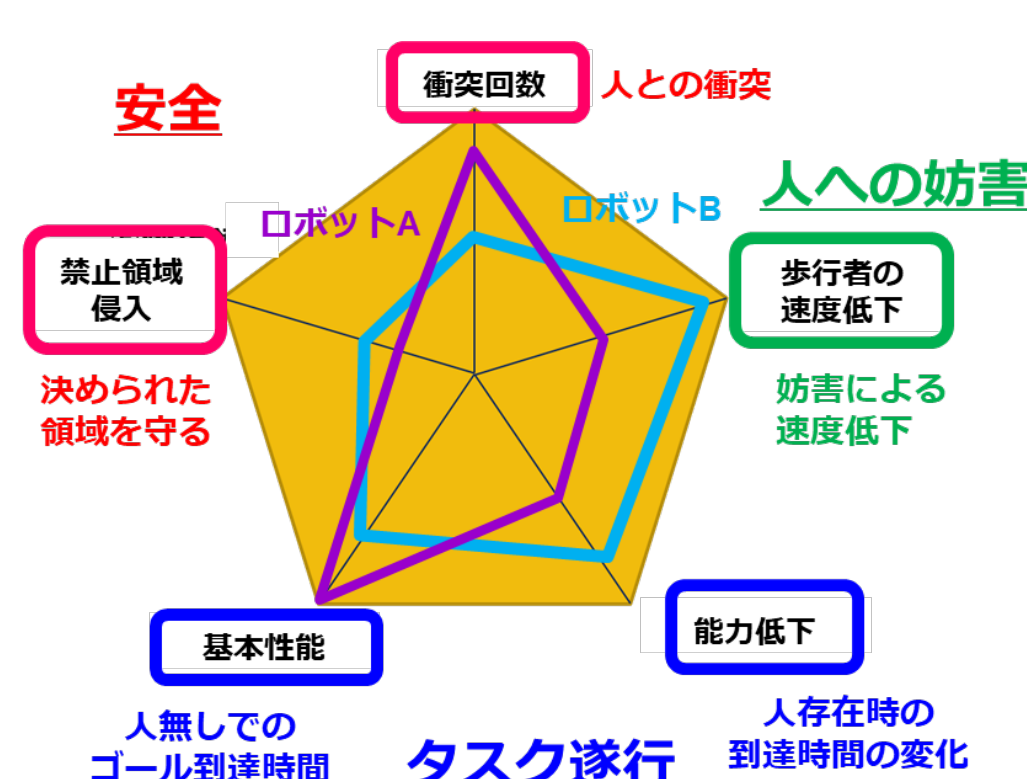 衝突回数
人との衝突
安全
人への妨害
ロボットA
ロボットB
禁止領域
侵入
歩行者の
速度低下
決められた
領域を守る
妨害による
速度低下
基本性能
能力低下
人無しでの
ゴール到達時間
人存在時の
到達時間の変化
タスク遂行